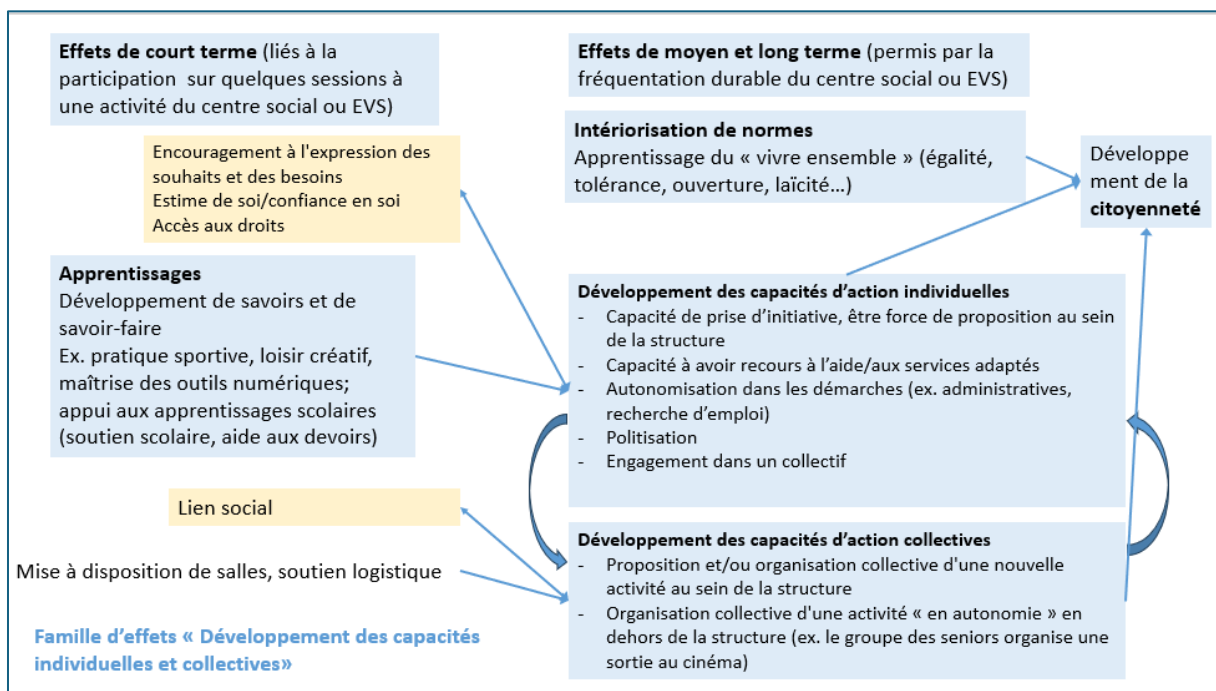 Effets de court terme (liés à la
participation  sur quelques sessions à
une activité du centre social ou EVS)
Effets de moyen et long terme (permis par la
fréquentation durable du centre social ou EVS)
Encouragement à l'expression des
souhaits et des besoins
Estime de soi/confiance en soi
Accès aux droits
Intériorisation de normes
Apprentissage du « vivre ensemble » (égalité,
tolérance, ouverture, laïcité…)
Développe
ment de la
citoyenneté
Apprentissages
Développement de savoirs et de
savoir-faire
Ex. pratique sportive, loisir créatif,
maîtrise des outils numériques;
appui aux apprentissages scolaires
(soutien scolaire, aide aux devoirs)
Développement des capacités d’action individuelles
- Capacité de prise d’initiative, être force de proposition au sein
de la structure
- Capacité à avoir recours à l’aide/aux services adaptés
- Autonomisation dans les démarches (ex. administratives,
recherche d’emploi)
- Politisation
- Engagement dans un collectif
Lien social
Mise à disposition de salles, soutien logistique
Développement des capacités d’action collectives
- Proposition et/ou organisation collective d'une nouvelle
activité au sein de la structure
- Organisation collective d'une activité « en autonomie » en
dehors de la structure (ex. le groupe des seniors organise une
sortie au cinéma)
Famille d’effets « Développement des capacités
individuelles et collectives»